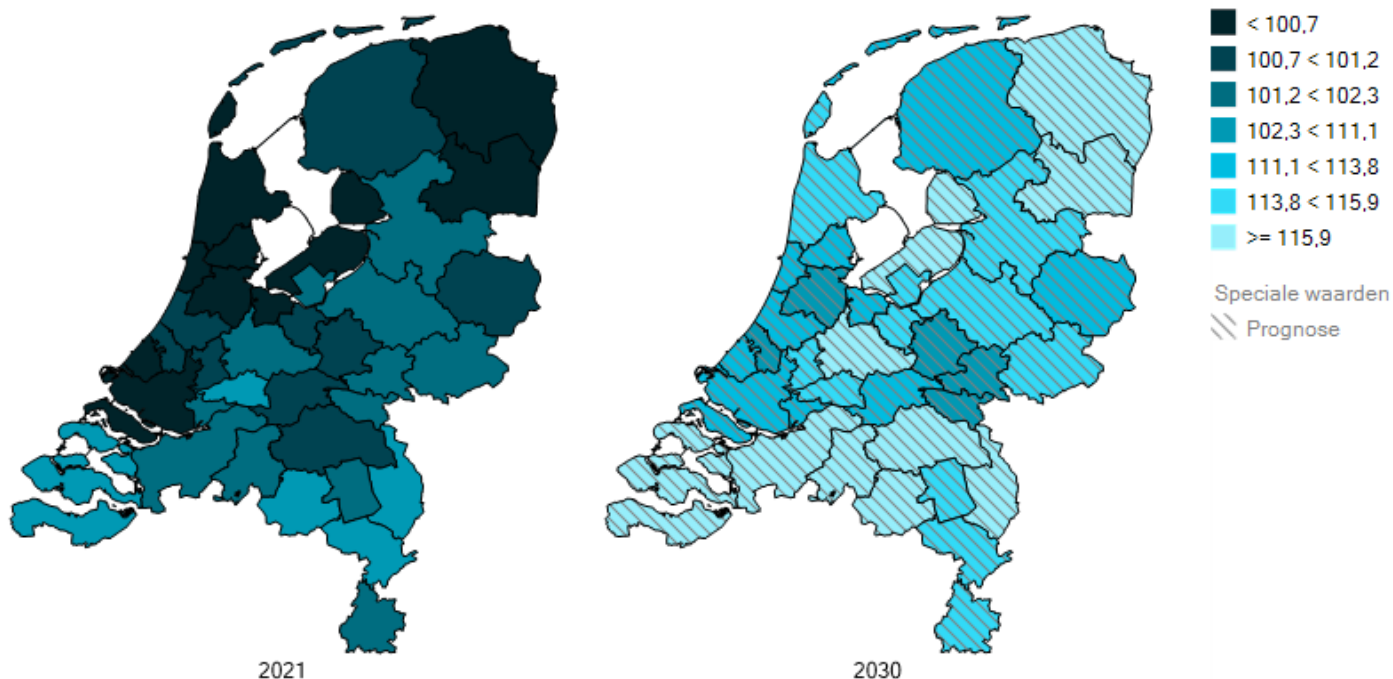 < 100,7
100,7 < 101,2
101,2 < 102,3
102,3 < 111,1
111,1 < 113,8
113,8 < 115,9
>= 115,9
Speciale waarden
Prognose
2021
2030